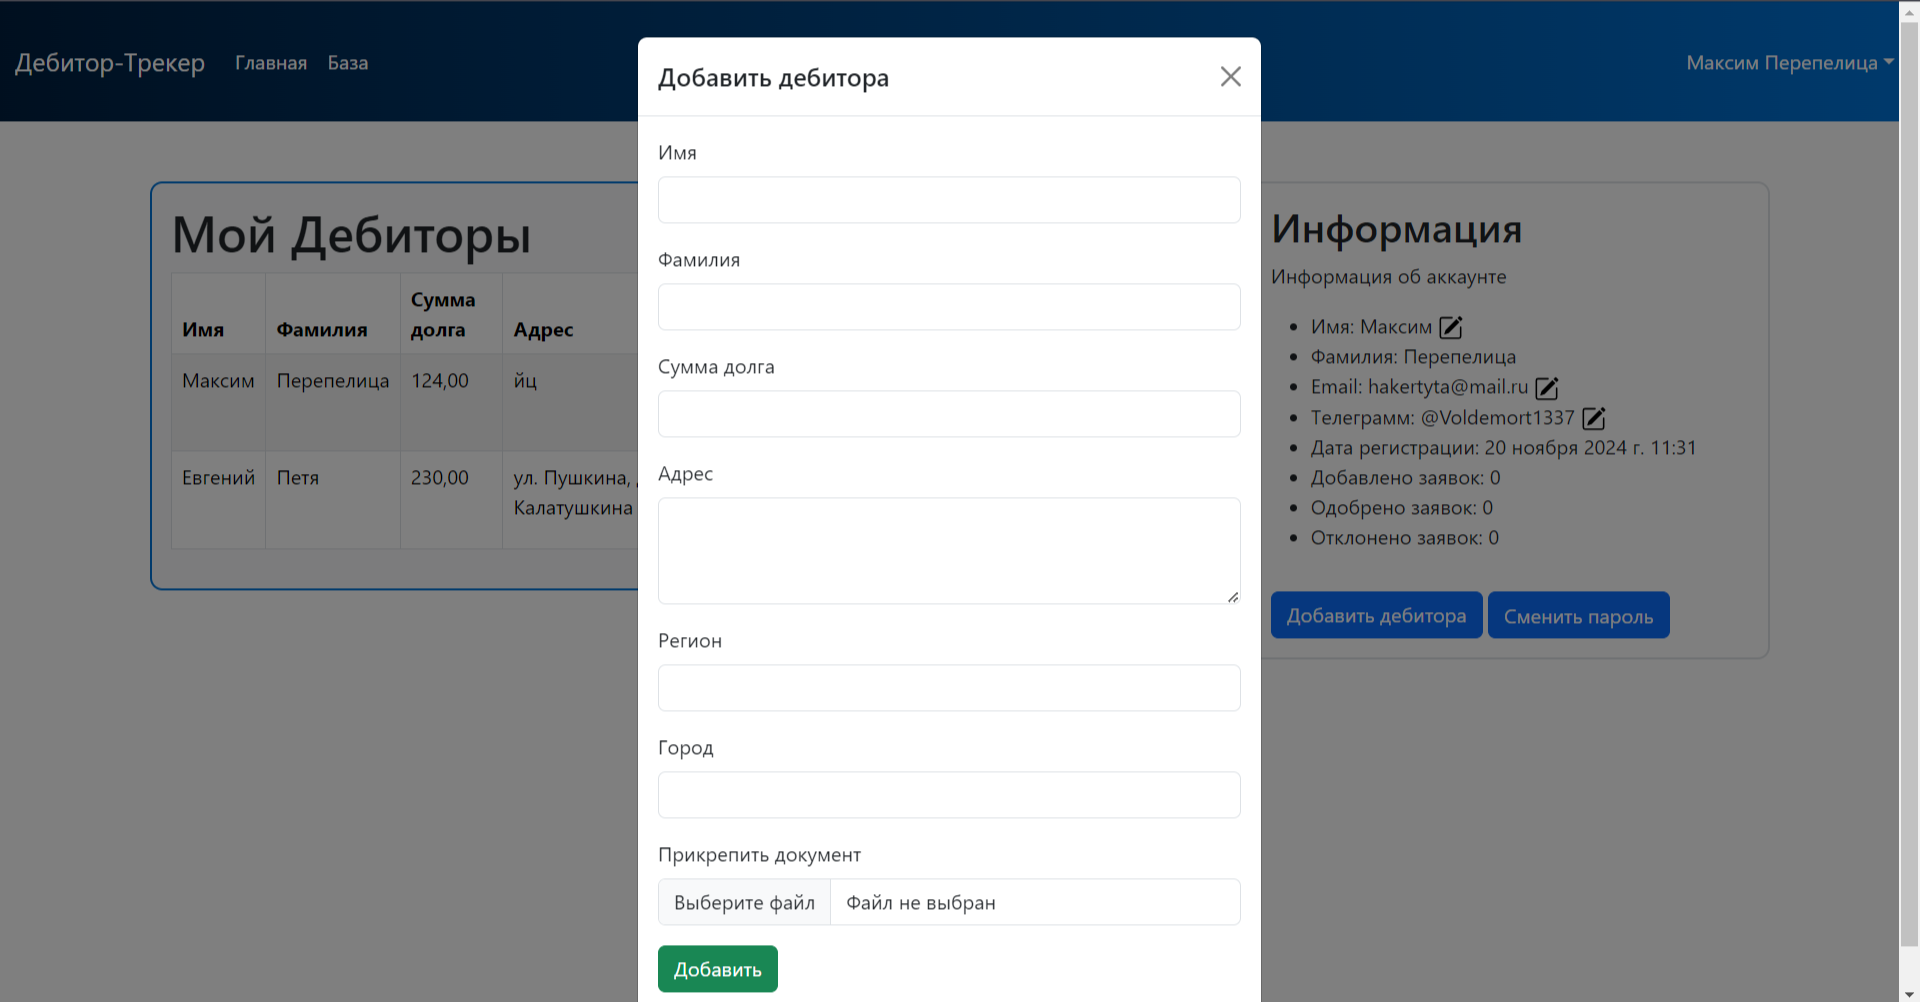 Дебитор-Трекер Главная База Максим Перепелица
Добавить дебитора
Имя
Фамилия
Сумма долга
Адрес
Регион
Город
Прикрепить документ
Выберите файл Файл не выбран
Добавить
Мой Дебиторы
Имя Фамилия Сумма долга Адрес
Максим Перепелица 124,00 йц
Евгений Петя 230,00 ул. Пушкина,
Калатушкина
Информация
Информация об аккаунте
Имя: Максим
Фамилия: Перепелица
Email: hakertyta@mail.ru
Телеграмм: @Voldemort1337
Дата регистрации: 20 ноября 2024 г. 11:31
Добавлено заявок: 0
Одобрено заявок: 0
Отклонено заявок: 0
Добавить дебитора Сменить пароль